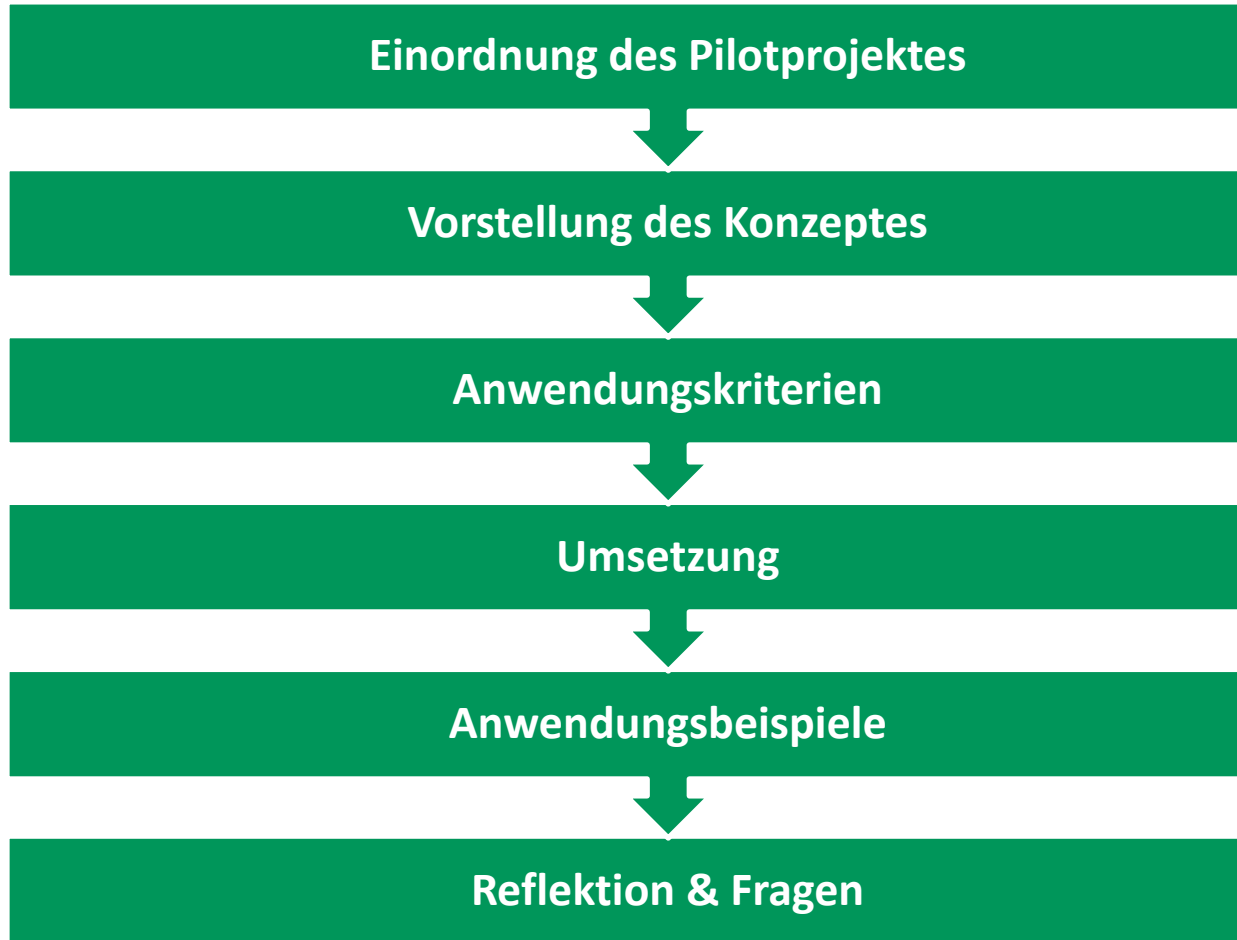 Einordnung des Pilotprojektes
Vorstellung des Konzeptes
Anwendungskriterien
Umsetzung
Anwendungsbeispiele
Reflektion & Fragen